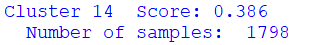 Cluster 14  Score: 0.386
  Number of samples:  1798